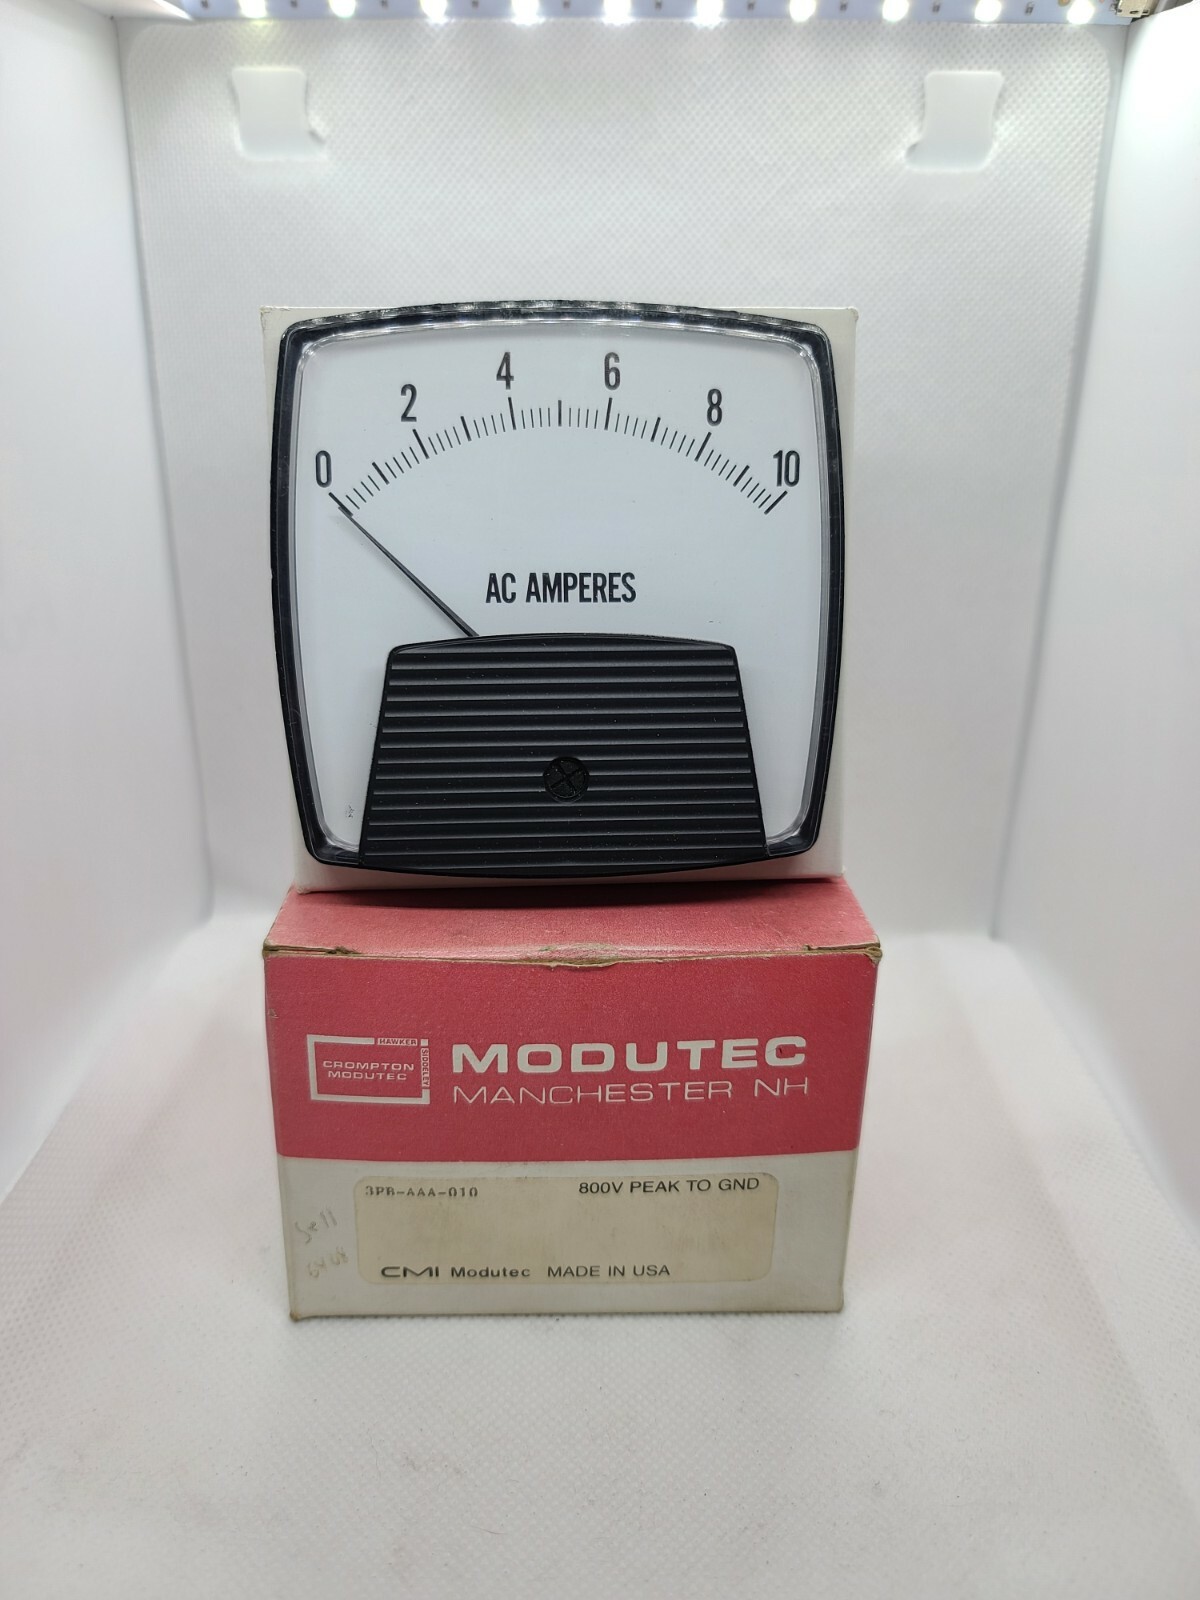 0 2 4 6 8 10
AC AMPERES
HAWKER
SIDDELEY
CROMPTON
MODUTEC
MODUTEC
MANCHESTER NH
3PB-AAA-010 800V PEAK TO GND
Sell
CMI Modutec MADE IN USA